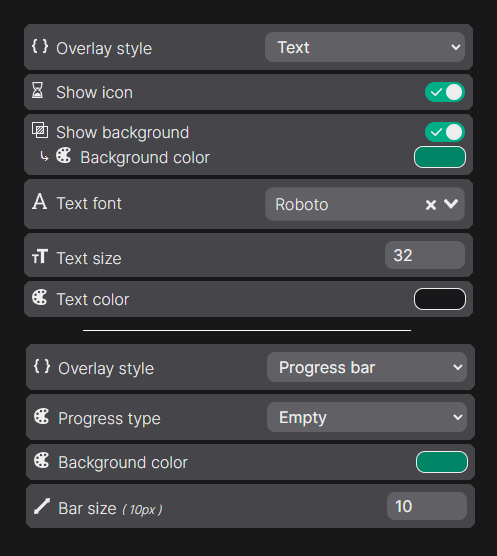 Overlay style Text
Show icon
Show background
Background color
Text font Roboto
Text size 32
Text color
Overlay style Progress bar
Progress type Empty
Background color
Bar size ( 10px ) 10